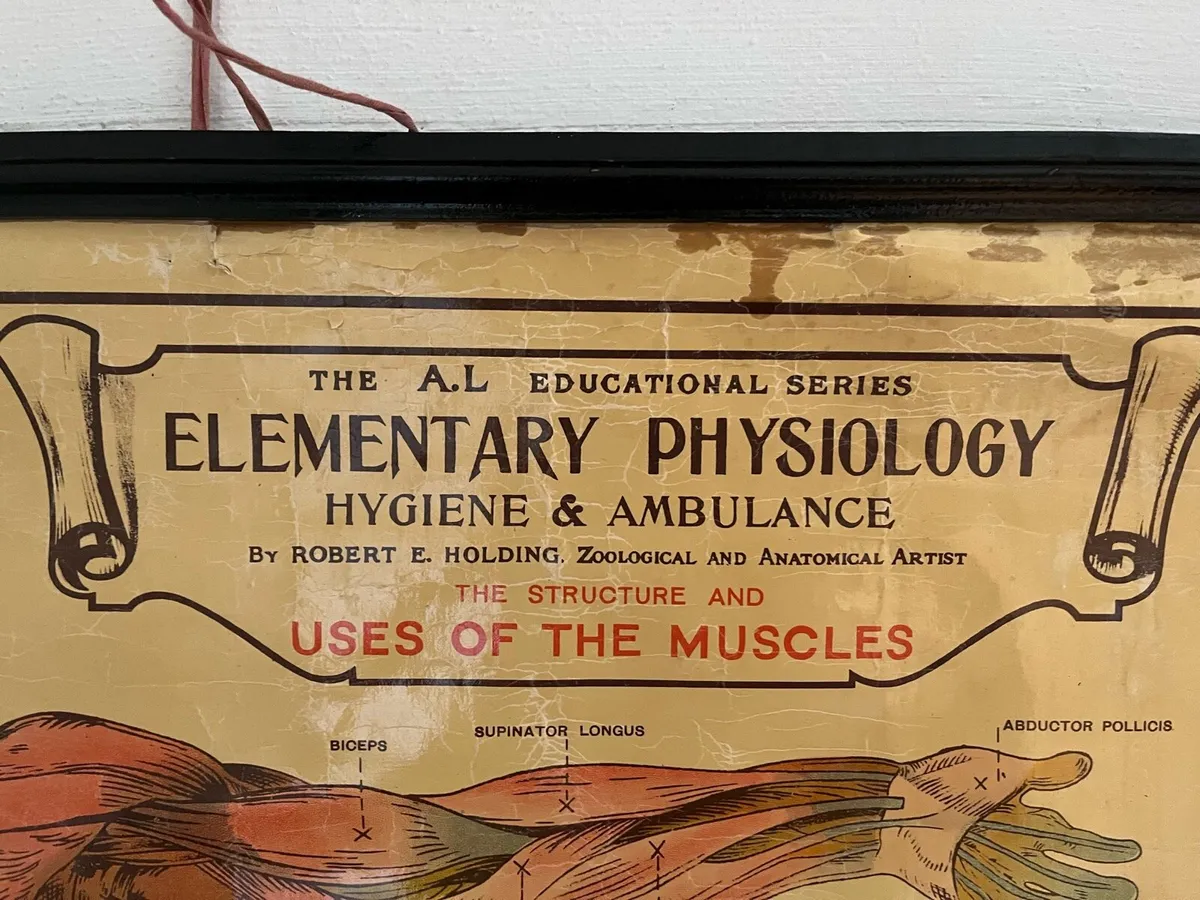 THE A.L EDUCATIONAL SERIES
ELEMENTARY PHYSIOLOGY
HYGIENE & AMBULANCE
BY ROBERT E. HOLDING, ZOOLOGICAL AND ANATOMICAL ARTIST
THE STRUCTURE AND
USES OF THE MUSCLES
ABDUCTOR POLLICIS
SUPINATOR LONGUS
BICEPS